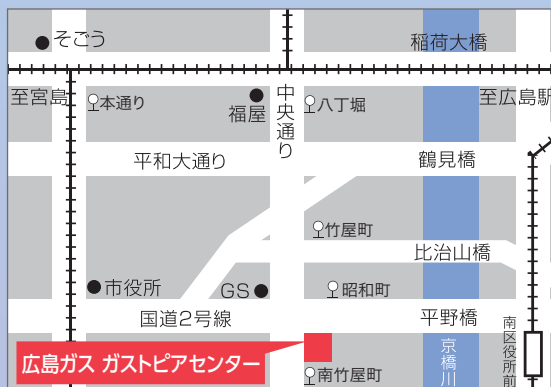 そごう
稲荷大橋
至宮島
本通り
福屋
中央通り
八丁堀
至広島駅
平和大通り
鶴見橋
竹屋町
比治山橋
市役所
GS
昭和町
国道2号線
平野橋
南区役所前
京橋川
広島ガス ガストピアセンター
南竹屋町